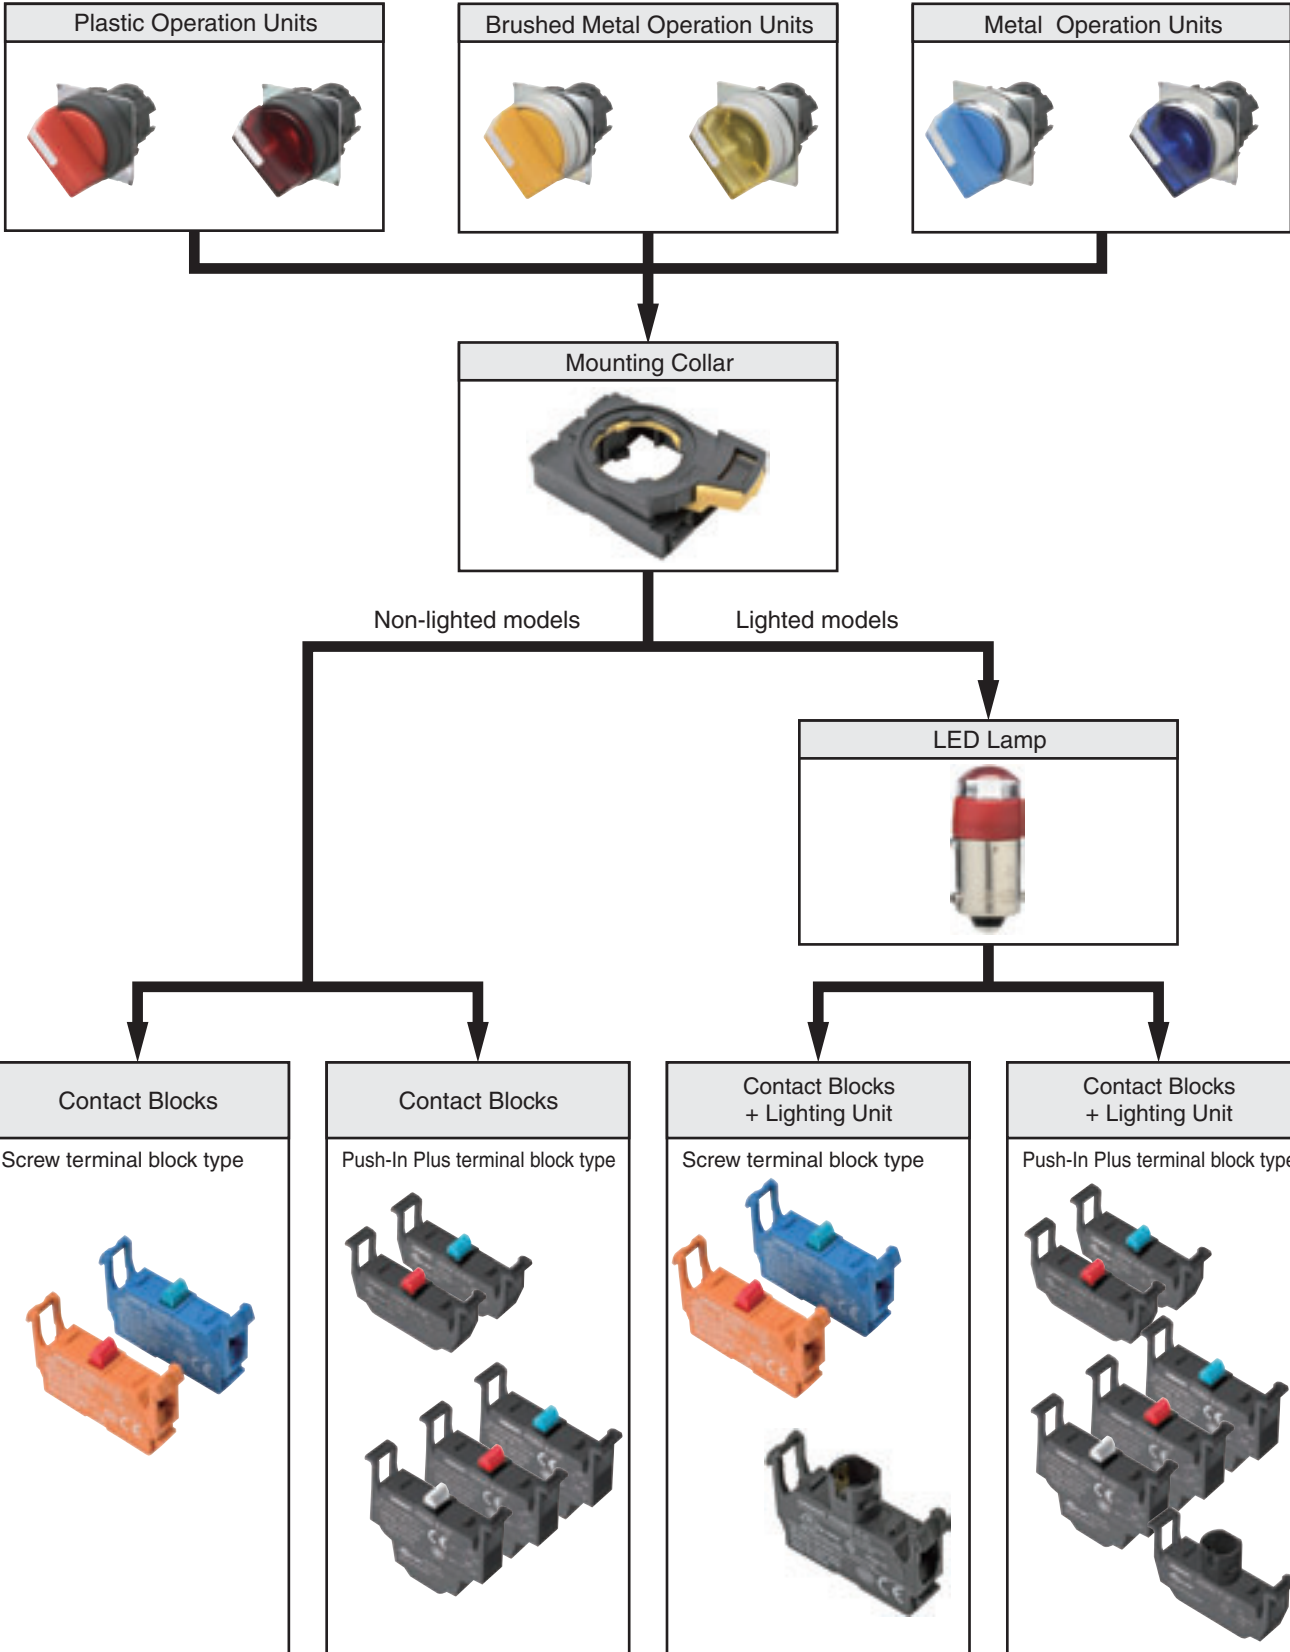 Plastic Operation Units
Brushed Metal Operation Units
Metal Operation Units
Mounting Collar
Non-lighted models
Lighted models
LED Lamp
Contact Blocks
Contact Blocks
Contact Blocks
+ Lighting Unit
Contact Blocks
+ Lighting Unit
Screw terminal block type
Push-In Plus terminal block type
Screw terminal block type
Push-In Plus terminal block type